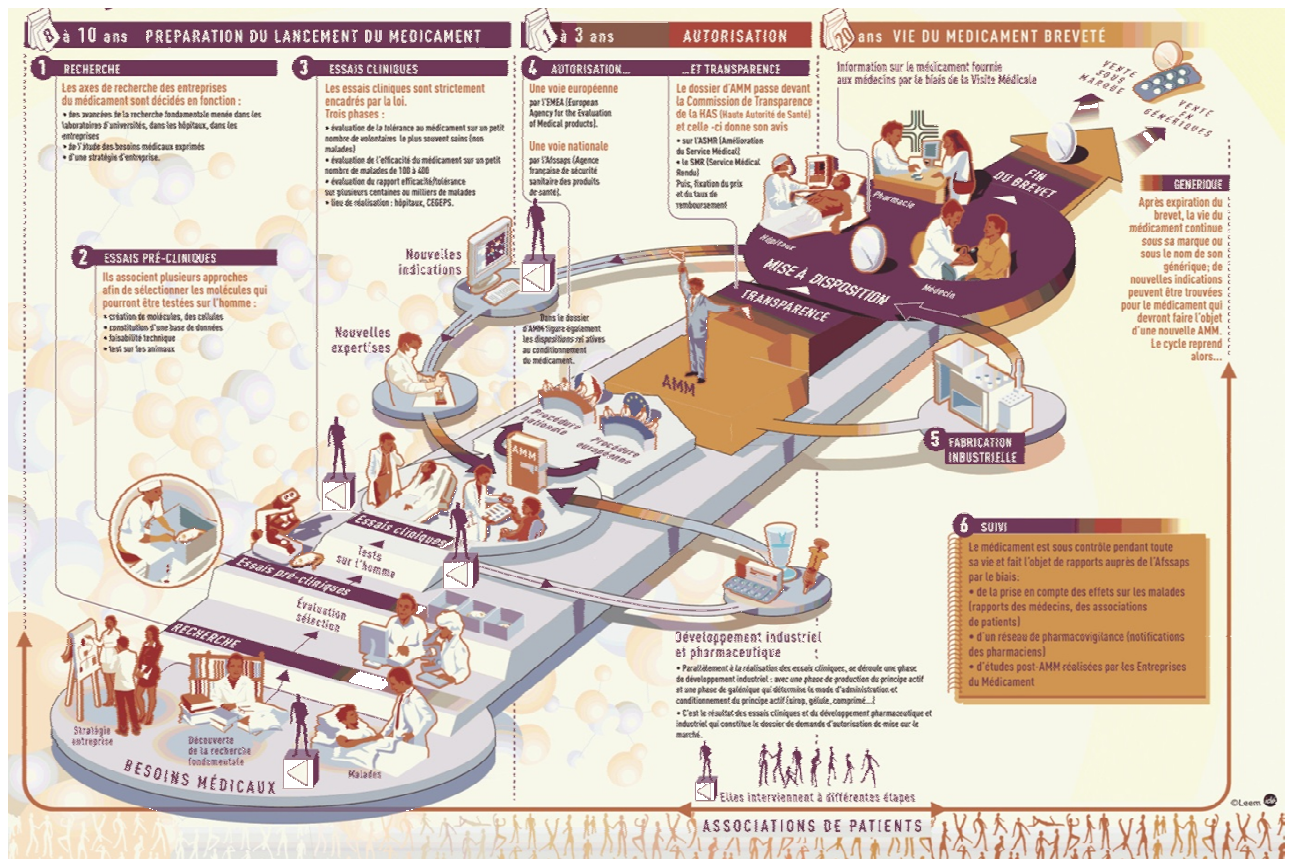 8 à 10 ans PREPARATION DU LANCEMENT DU MEDICAMENT
1 à 3 ans AUTORISATION
20 ans VIE DU MEDICAMENT BREVETÉ
1 RECHERCHE
Les axes de recherche des entreprises
du médicament sont décidés en fonction :
• des avancées de la recherche fondamentale menée dans les
laboratoires d'universités, dans les hôpitaux, dans les
entreprises
• de l'étude des besoins médicaux exprimés
• d'une stratégie d'entreprise.
2 ESSAIS PRÉ-CLINIQUES
Ils associent plusieurs approches
afin de sélectionner les molécules qui
pourront être testées sur l'homme :
• création de molécules, des cellules
• constitution d'une base de données
• faisabilité technique
• test sur les animaux
3 ESSAIS CLINIQUES
Les essais cliniques sont strictement
encadrés par la loi.
Trois phases :
• évaluation de la tolérance au médicament sur un petit
nombre de volontaires le plus souvent sains (non
malades)
• évaluation de l'efficacité du médicament sur un petit
nombre de malades de 100 à 400
• évaluation du rapport efficacité/tolérance
sur plusieurs centaines ou milliers de malades
• lieu de réalisation : hôpitaux, CEGEPS.
4 AUTORISATION...
Une voie européenne
par l'EMEA (European
Agency for the Evaluation
of Medical products).
Une voie nationale
par l'Afssaps (Agence
française de sécurité
sanitaire des produits
de santé).
...ET TRANSPARENCE
Le dossier d'AMM passe devant
la Commission de Transparence
de la HAS (Haute Autorité de Santé)
et celle -ci donne son avis
• sur l'ASMR (Amélioration
du Service Médical)
• le SMR (Service Médical
Rendu)
Puis, fixation du prix
et du taux de
remboursement
Information sur le médicament fournie
aux médecins par le biais de la Visite Médicale
VENTE
SOUS
MARQUE
VENTE
EN
GÉNÉRIQUES
FIN
DU BREVET
Pharmacie
Hôpitaux
Médecin
MISE À DISPOSITION
TRANSPARENCE
GENERIQUE
Après expiration du
brevet, la vie du
médicament continue
sous sa marque ou
sous le nom de son
générique; de
nouvelles indications
peuvent être trouvées
pour le médicament qui
devront faire l'objet
d'une nouvelle AMM.
Le cycle reprend
alors...
Nouvelles
indications
Nouvelles
expertises
Dans le dossier
d'AMM figure également
les dispositions relatives
au conditionnement
du médicament.
AMM
Procédure
nationale
Procédure
européenne
AMM
5 FABRICATION
INDUSTRIELLE
Essais cliniques
Tests
sur l'homme
Essais pré-cliniques
Évaluation
sélection
RECHERCHE
6 SUIVI
Le médicament est sous contrôle pendant toute
sa vie et fait l'objet de rapports auprès de l'Afssaps
par le biais:
• de la prise en compte des effets sur les malades
(rapports des médecins, des associations
de patients)
• d'un réseau de pharmacovigilance (notifications
des pharmaciens)
• d'études post-AMM réalisées par les Entreprises
du Médicament
Développement industriel
et pharmaceutique
• Parallèlement à la réalisation des essais cliniques, se déroule une phase
de développement industriel : avec une phase de production du principe actif
et une phase de galénique qui détermine le mode d'administration et
conditionnement du principe actif (sirop, gélule, comprimé...)
• C'est le résultat des essais cliniques et du développement pharmaceutique et
industriel qui constitue le dossier de demande d'autorisation de mise sur le
marché.
Stratégie
entreprise
Découverte
de la recherche
fondamentale
Malades
BESOINS MÉDICAUX
Elles interviennent à différentes étapes
ASSOCIATIONS DE PATIENTS
©Leem idé